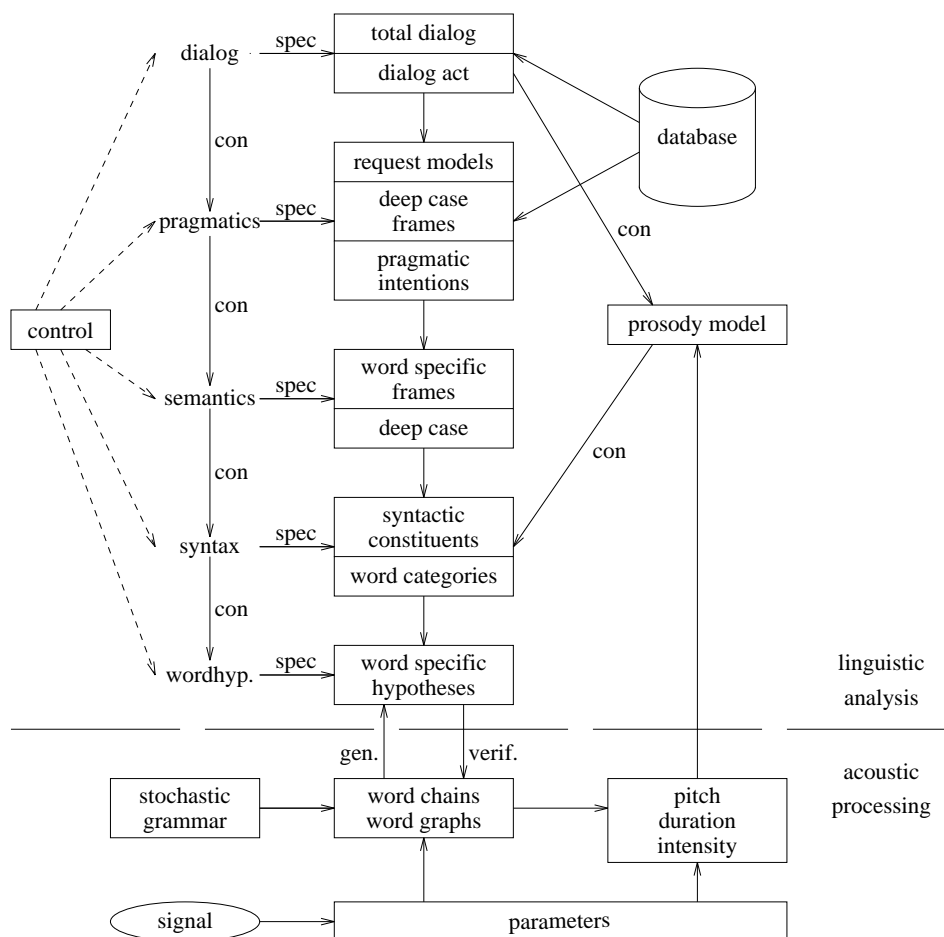 total dialog
dialog
spec
dialog act
database
con
request models
pragmatics
spec
deep case
frames
con
pragmatic
intentions
con
control
prosody model
word specific
frames
spec
semantics
deep case
con
con
syntactic
constituents
spec
syntax
word categories
con
word specific
hypotheses
spec
wordhyp.
linguistic
analysis
gen.
verif.
acoustic
processing
stochastic
grammar
word chains
word graphs
pitch
duration
intensity
signal
parameters